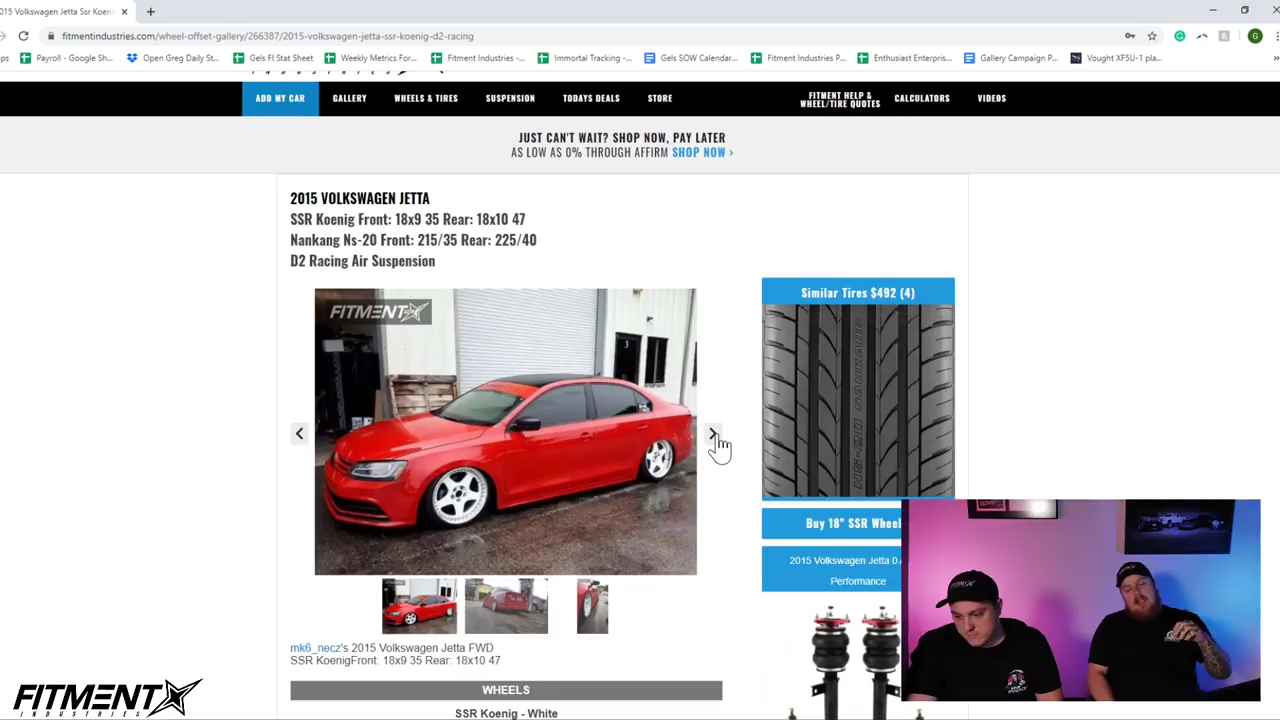 2015 Volkswagen Jetta Ssr Koeni
fitmentindustries.com/wheel-offset-gallery/266387/2015-volkswagen-jetta-ssr-koenig-d2-racing
Payroll - Google Sh...
Open Greg Daily St...
Gels FI Stat Sheet
Weekly Metrics For...
Fitment Industries -...
Immortal Tracking -...
Gels SOW Calendar...
Fitment Industries P...
Enthusiast Enterpris...
Gallery Campaign P...
Vought XF5U-1 pla...
ADD MY CAR
GALLERY
WHEELS & TIRES
SUSPENSION
TODAYS DEALS
STORE
FITMENT HELP &
WHEEL/TIRE QUOTES
CALCULATORS
VIDEOS
JUST CAN'T WAIT? SHOP NOW, PAY LATER
AS LOW AS 0% THROUGH AFFIRM SHOP NOW ›
2015 VOLKSWAGEN JETTA
SSR Koenig Front: 18x9 35 Rear: 18x10 47
Nankang Ns-20 Front: 215/35 Rear: 225/40
D2 Racing Air Suspension
FITMENT
3
Similar Tires $492 (4)
NS-20 NANKANG
Buy 18" SSR Wheel
2015 Volkswagen Jetta 0
Performance
mk6_necz's 2015 Volkswagen Jetta FWD
SSR KoenigFront: 18x9 35 Rear: 18x10 47
WHEELS
SSR Koenig - White
FITMENT
INDUSTRIES